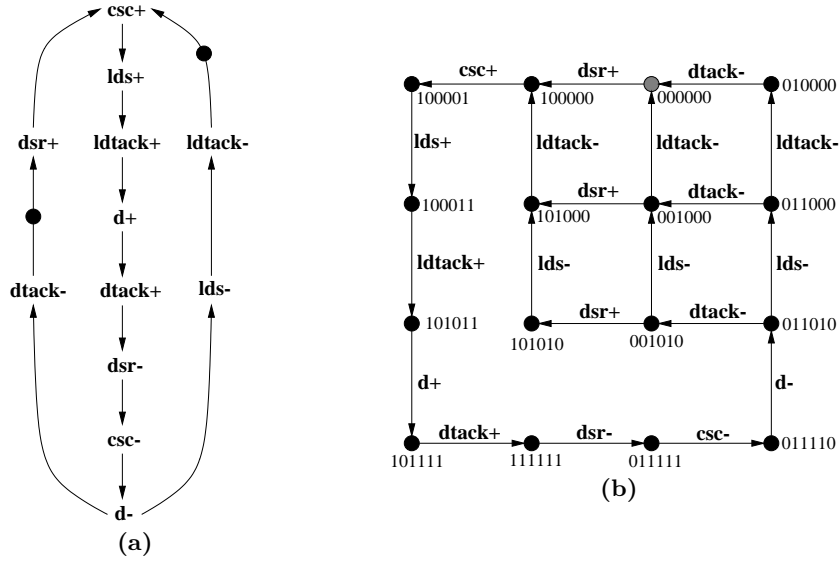 csc+
lds+
dsr+
ldtack+
ldtack-
d+
dtack-
dtack+
lds-
dsr-
csc-
d-
(a)
csc+
dsr+
dtack-
100001
100000
000000
010000
lds+
ldtack-
ldtack-
ldtack-
dsr+
dtack-
100011
101000
001000
011000
ldtack+
lds-
lds-
lds-
dsr+
dtack-
101011
101010
001010
011010
d+
d-
dtack+
dsr-
csc-
101111
111111
011111
011110
(b)